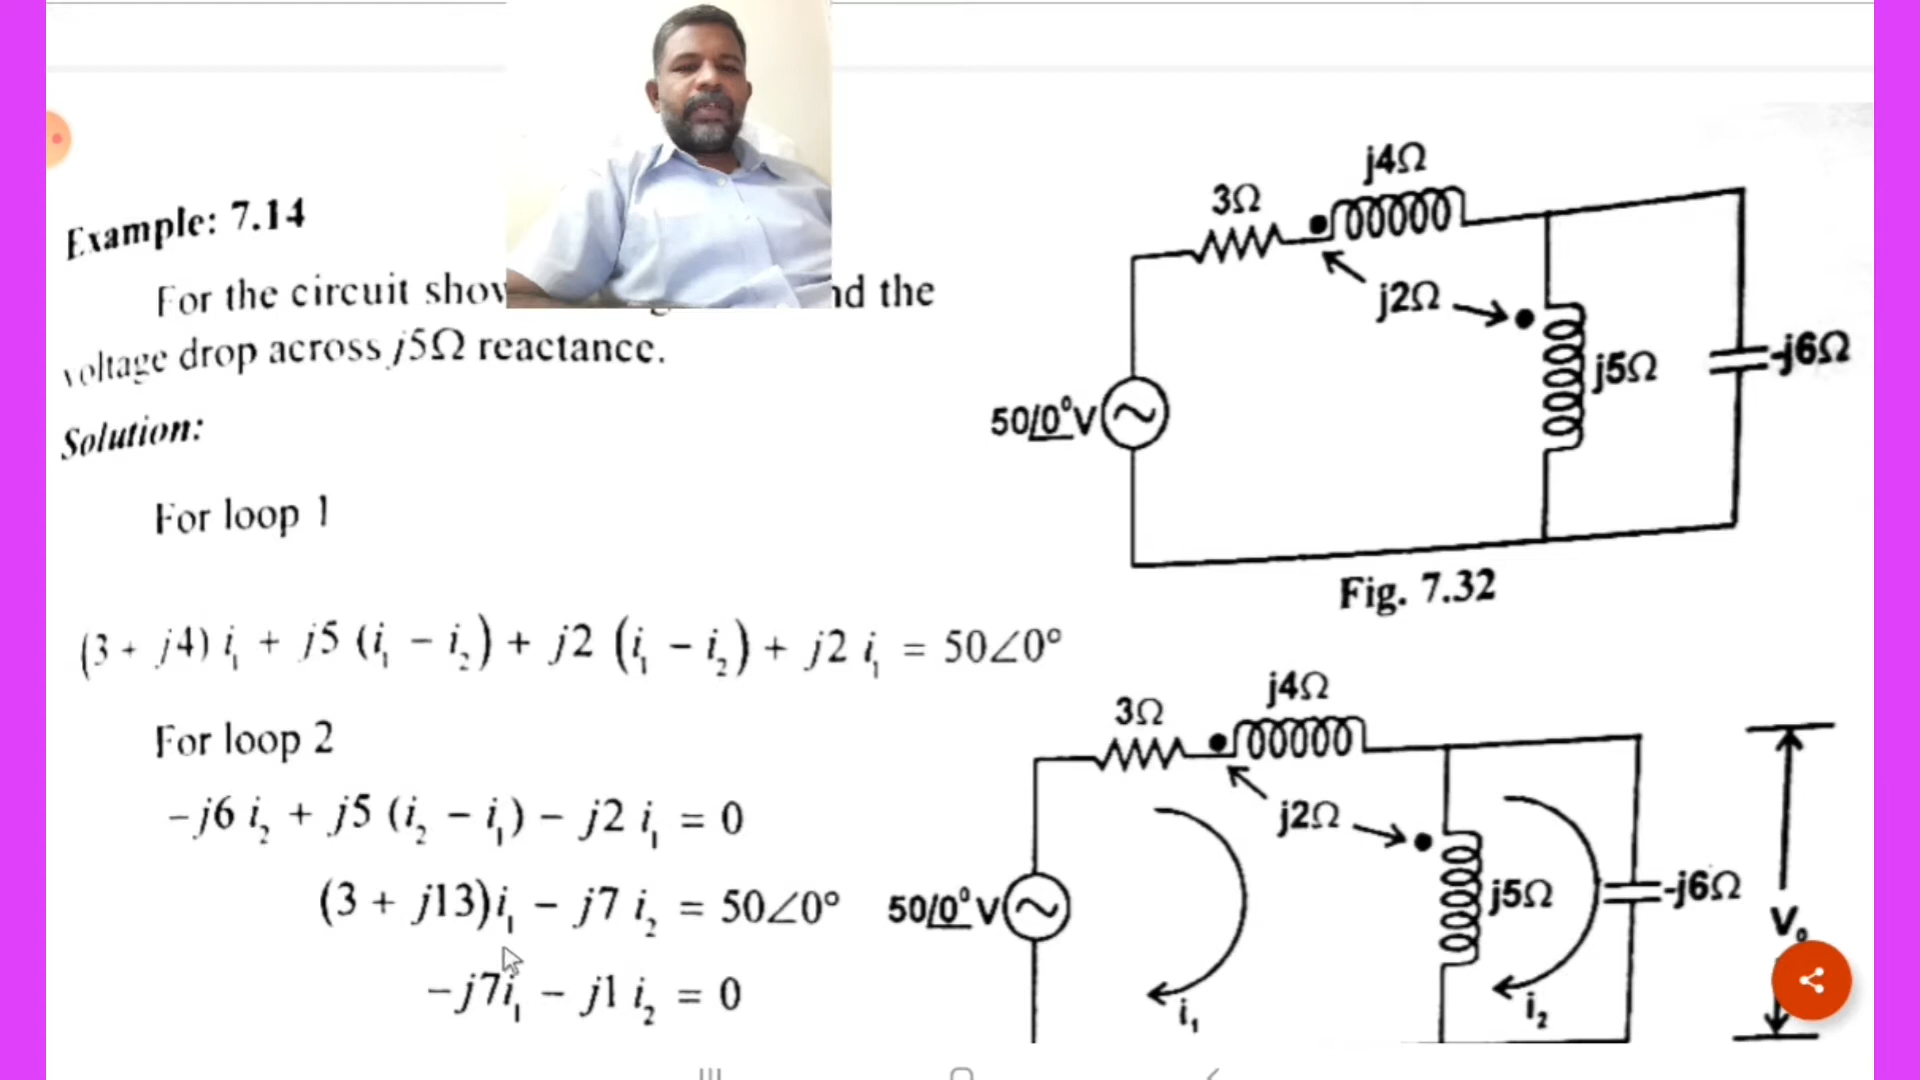 Example: 7.14
For the circuit
nd the
voltage drop across j5Ω reactance.
Solution:
For loop 1
(3 + j4) i₁ + j5 (i₁ − i₂) + j2 (i₁ − i₂) + j2 i₁ = 50∠0°
For loop 2
−j6 i₂ + j5 (i₂ − i₁) − j2 i₁ = 0
(3 + j13)i₁ − j7 i₂ = 50∠0°
−j7i₁ − j1 i₂ = 0
3Ω
j4Ω
j2Ω
50/0° V
j5Ω
-j6Ω
Fig. 7.32
3Ω
j4Ω
j2Ω
50/0° V
j5Ω
-j6Ω
V₀
i₁
i₂